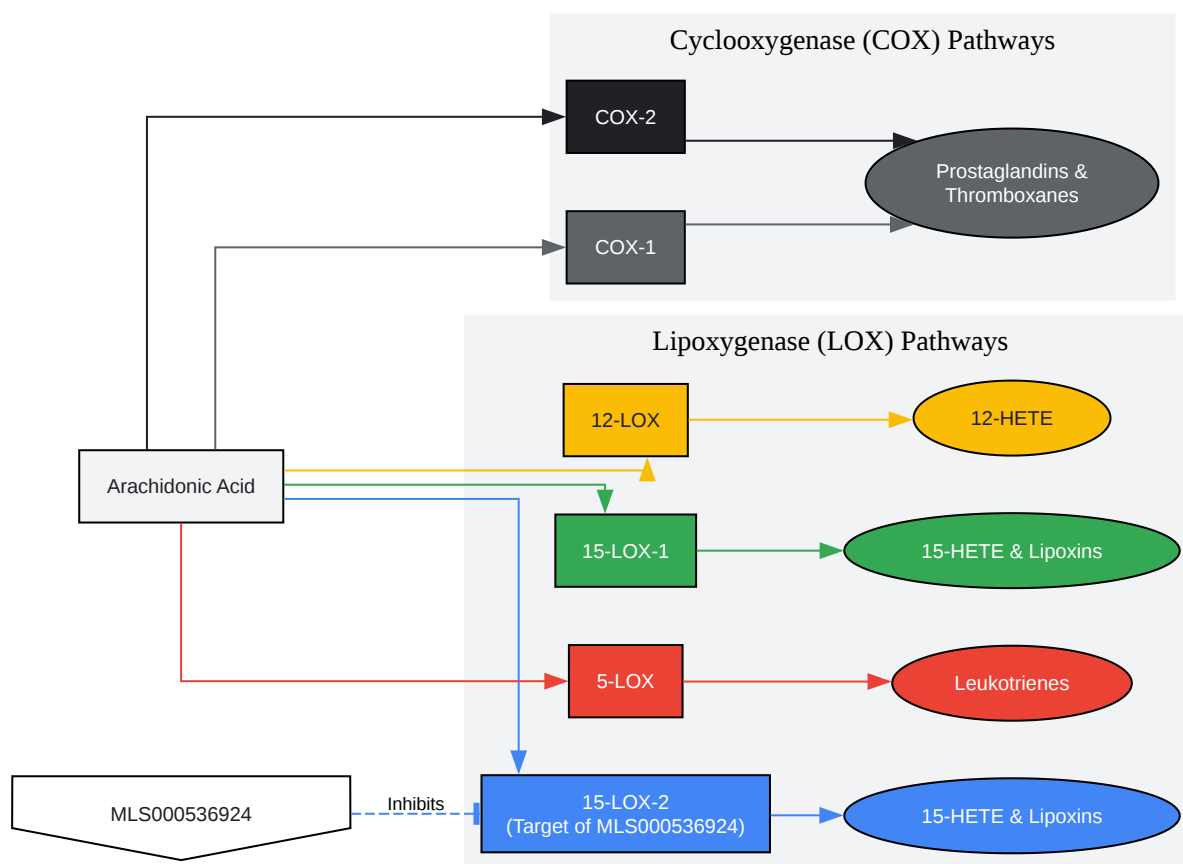 Cyclooxygenase (COX) Pathways
COX-2
Prostaglandins &
Thromboxanes
COX-1
Lipoxygenase (LOX) Pathways
12-LOX
12-HETE
Arachidonic Acid
15-LOX-1
15-HETE & Lipoxins
5-LOX
Leukotrienes
MLS000536924
Inhibits
15-LOX-2
(Target of MLS000536924)
15-HETE & Lipoxins